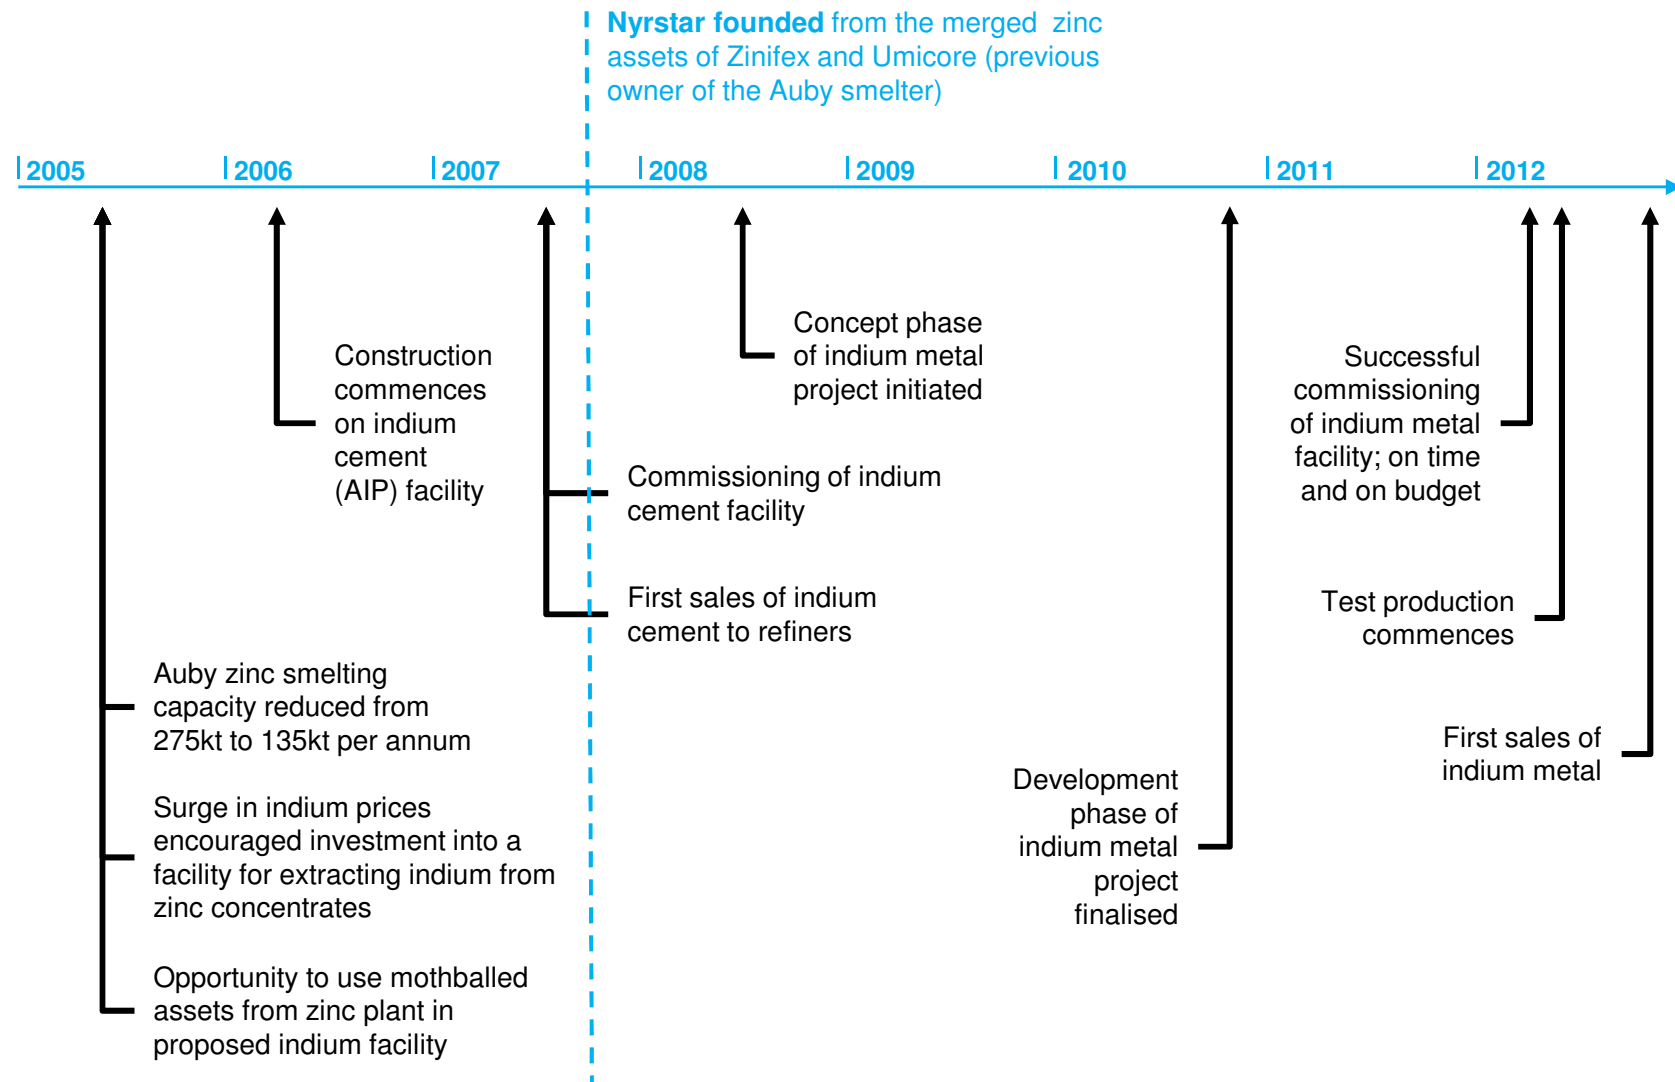 Nyrstar founded from the merged zinc
assets of Zinifex and Umicore (previous
owner of the Auby smelter)
2005
2006
2007
2008
2009
2010
2011
2012
Construction
commences
on indium
cement
(AIP) facility
Concept phase
of indium metal
project initiated
Successful
commissioning
of indium metal
facility; on time
and on budget
Commissioning of indium
cement facility
First sales of indium
cement to refiners
Test production
commences
Auby zinc smelting
capacity reduced from
275kt to 135kt per annum
First sales of
indium metal
Surge in indium prices
encouraged investment into a
facility for extracting indium from
zinc concentrates
Development
phase of
indium metal
project
finalised
Opportunity to use mothballed
assets from zinc plant in
proposed indium facility